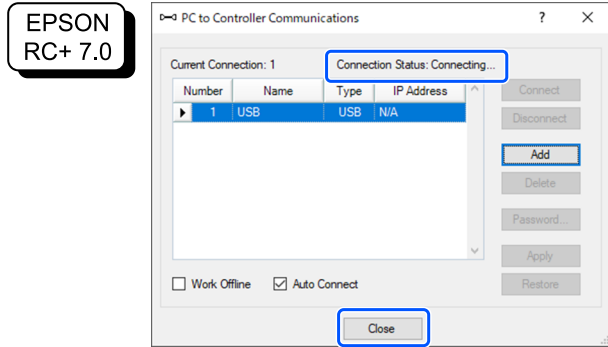 EPSON
RC+ 7.0
PC to Controller Communications
Current Connection: 1
Connection Status: Connecting...
Number Name Type IP Address
1 USB USB N/A
Connect
Disconnect
Add
Delete
Password...
Apply
Restore
Work Offline
Auto Connect
Close